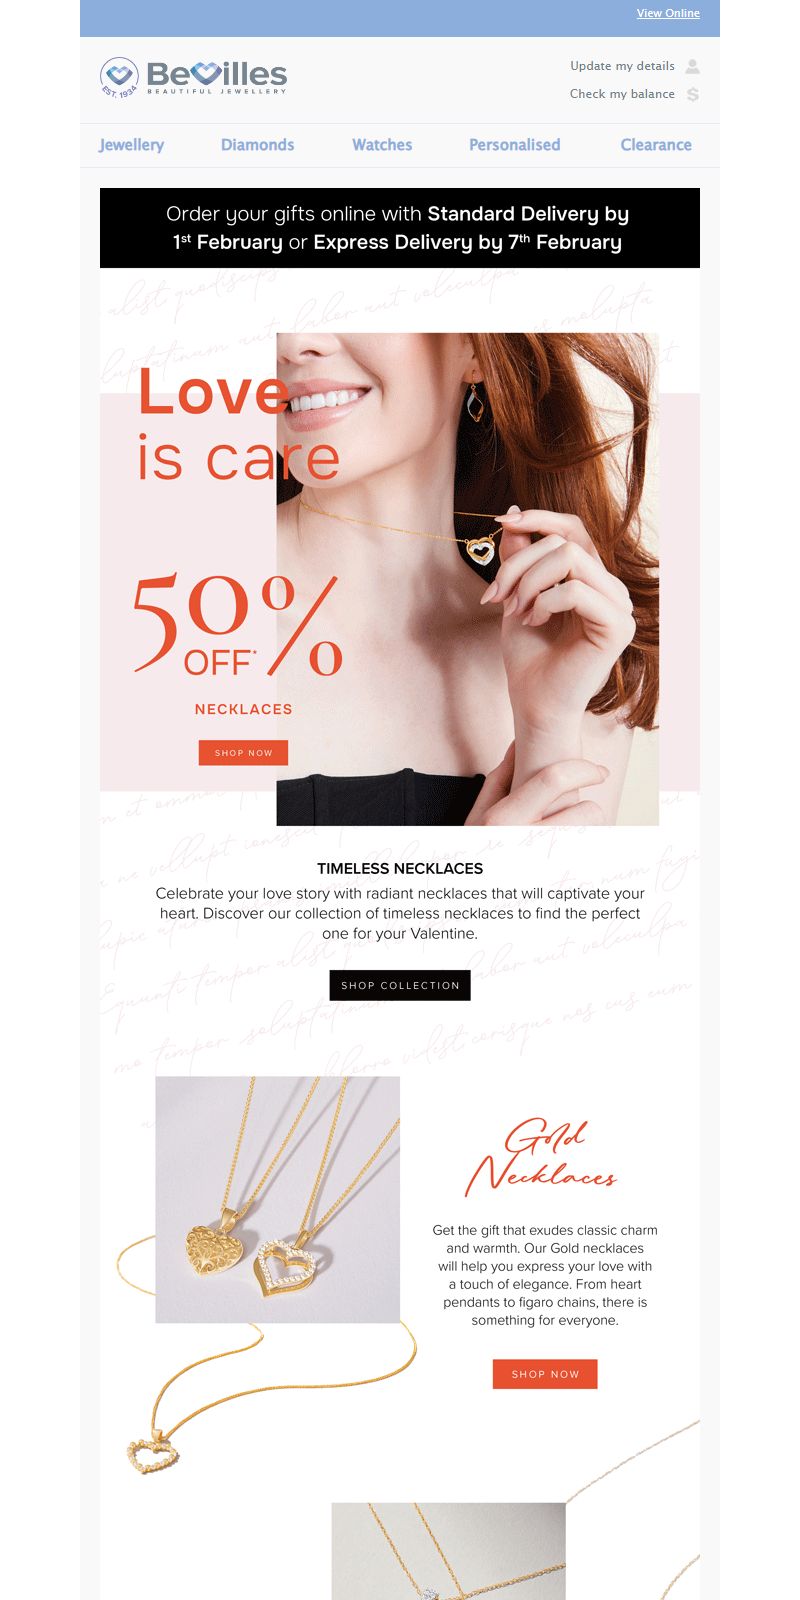 View Online
EST. 1934
Bevilles
BEAUTIFUL JEWELLERY
Update my details
Check my balance
Jewellery Diamonds Watches Personalised Clearance
Order your gifts online with Standard Delivery by
1st February or Express Delivery by 7th February
Love
is care
50%
OFF*
NECKLACES
SHOP NOW
TIMELESS NECKLACES
Celebrate your love story with radiant necklaces that will captivate your
heart. Discover our collection of timeless necklaces to find the perfect
one for your Valentine.
SHOP COLLECTION
Gold
Necklaces
Get the gift that exudes classic charm
and warmth. Our Gold necklaces
will help you express your love with
a touch of elegance. From heart
pendants to figaro chains, there is
something for everyone.
SHOP NOW